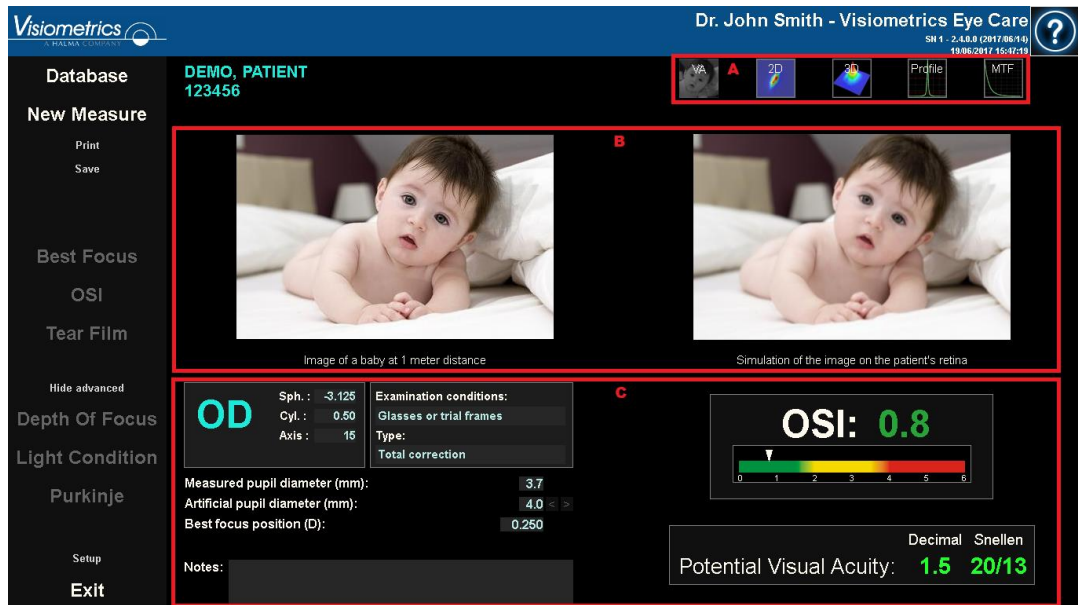 Visiometrics
A HALMA COMPANY
Dr. John Smith - Visiometrics Eye Care
SN 1 - 2.4.0.0 (2017/06/14)
19/06/2017 15:47:19
?
Database
New Measure
Print
Save
Best Focus
OSI
Tear Film
Hide advanced
Depth Of Focus
Light Condition
Purkinje
Setup
Exit
DEMO, PATIENT
123456
VA A 2D 3D Profile MTF
B
Image of a baby at 1 meter distance
Simulation of the image on the patient's retina
C
OD
Sph. : -3.125
Cyl. : 0.50
Axis : 15
Examination conditions:
Glasses or trial frames
Type:
Total correction
Measured pupil diameter (mm): 3.7
Artificial pupil diameter (mm): 4.0 < >
Best focus position (D): 0.250
Notes:
OSI: 0.8
0 1 2 3 4 5 6
Decimal Snellen
Potential Visual Acuity: 1.5 20/13